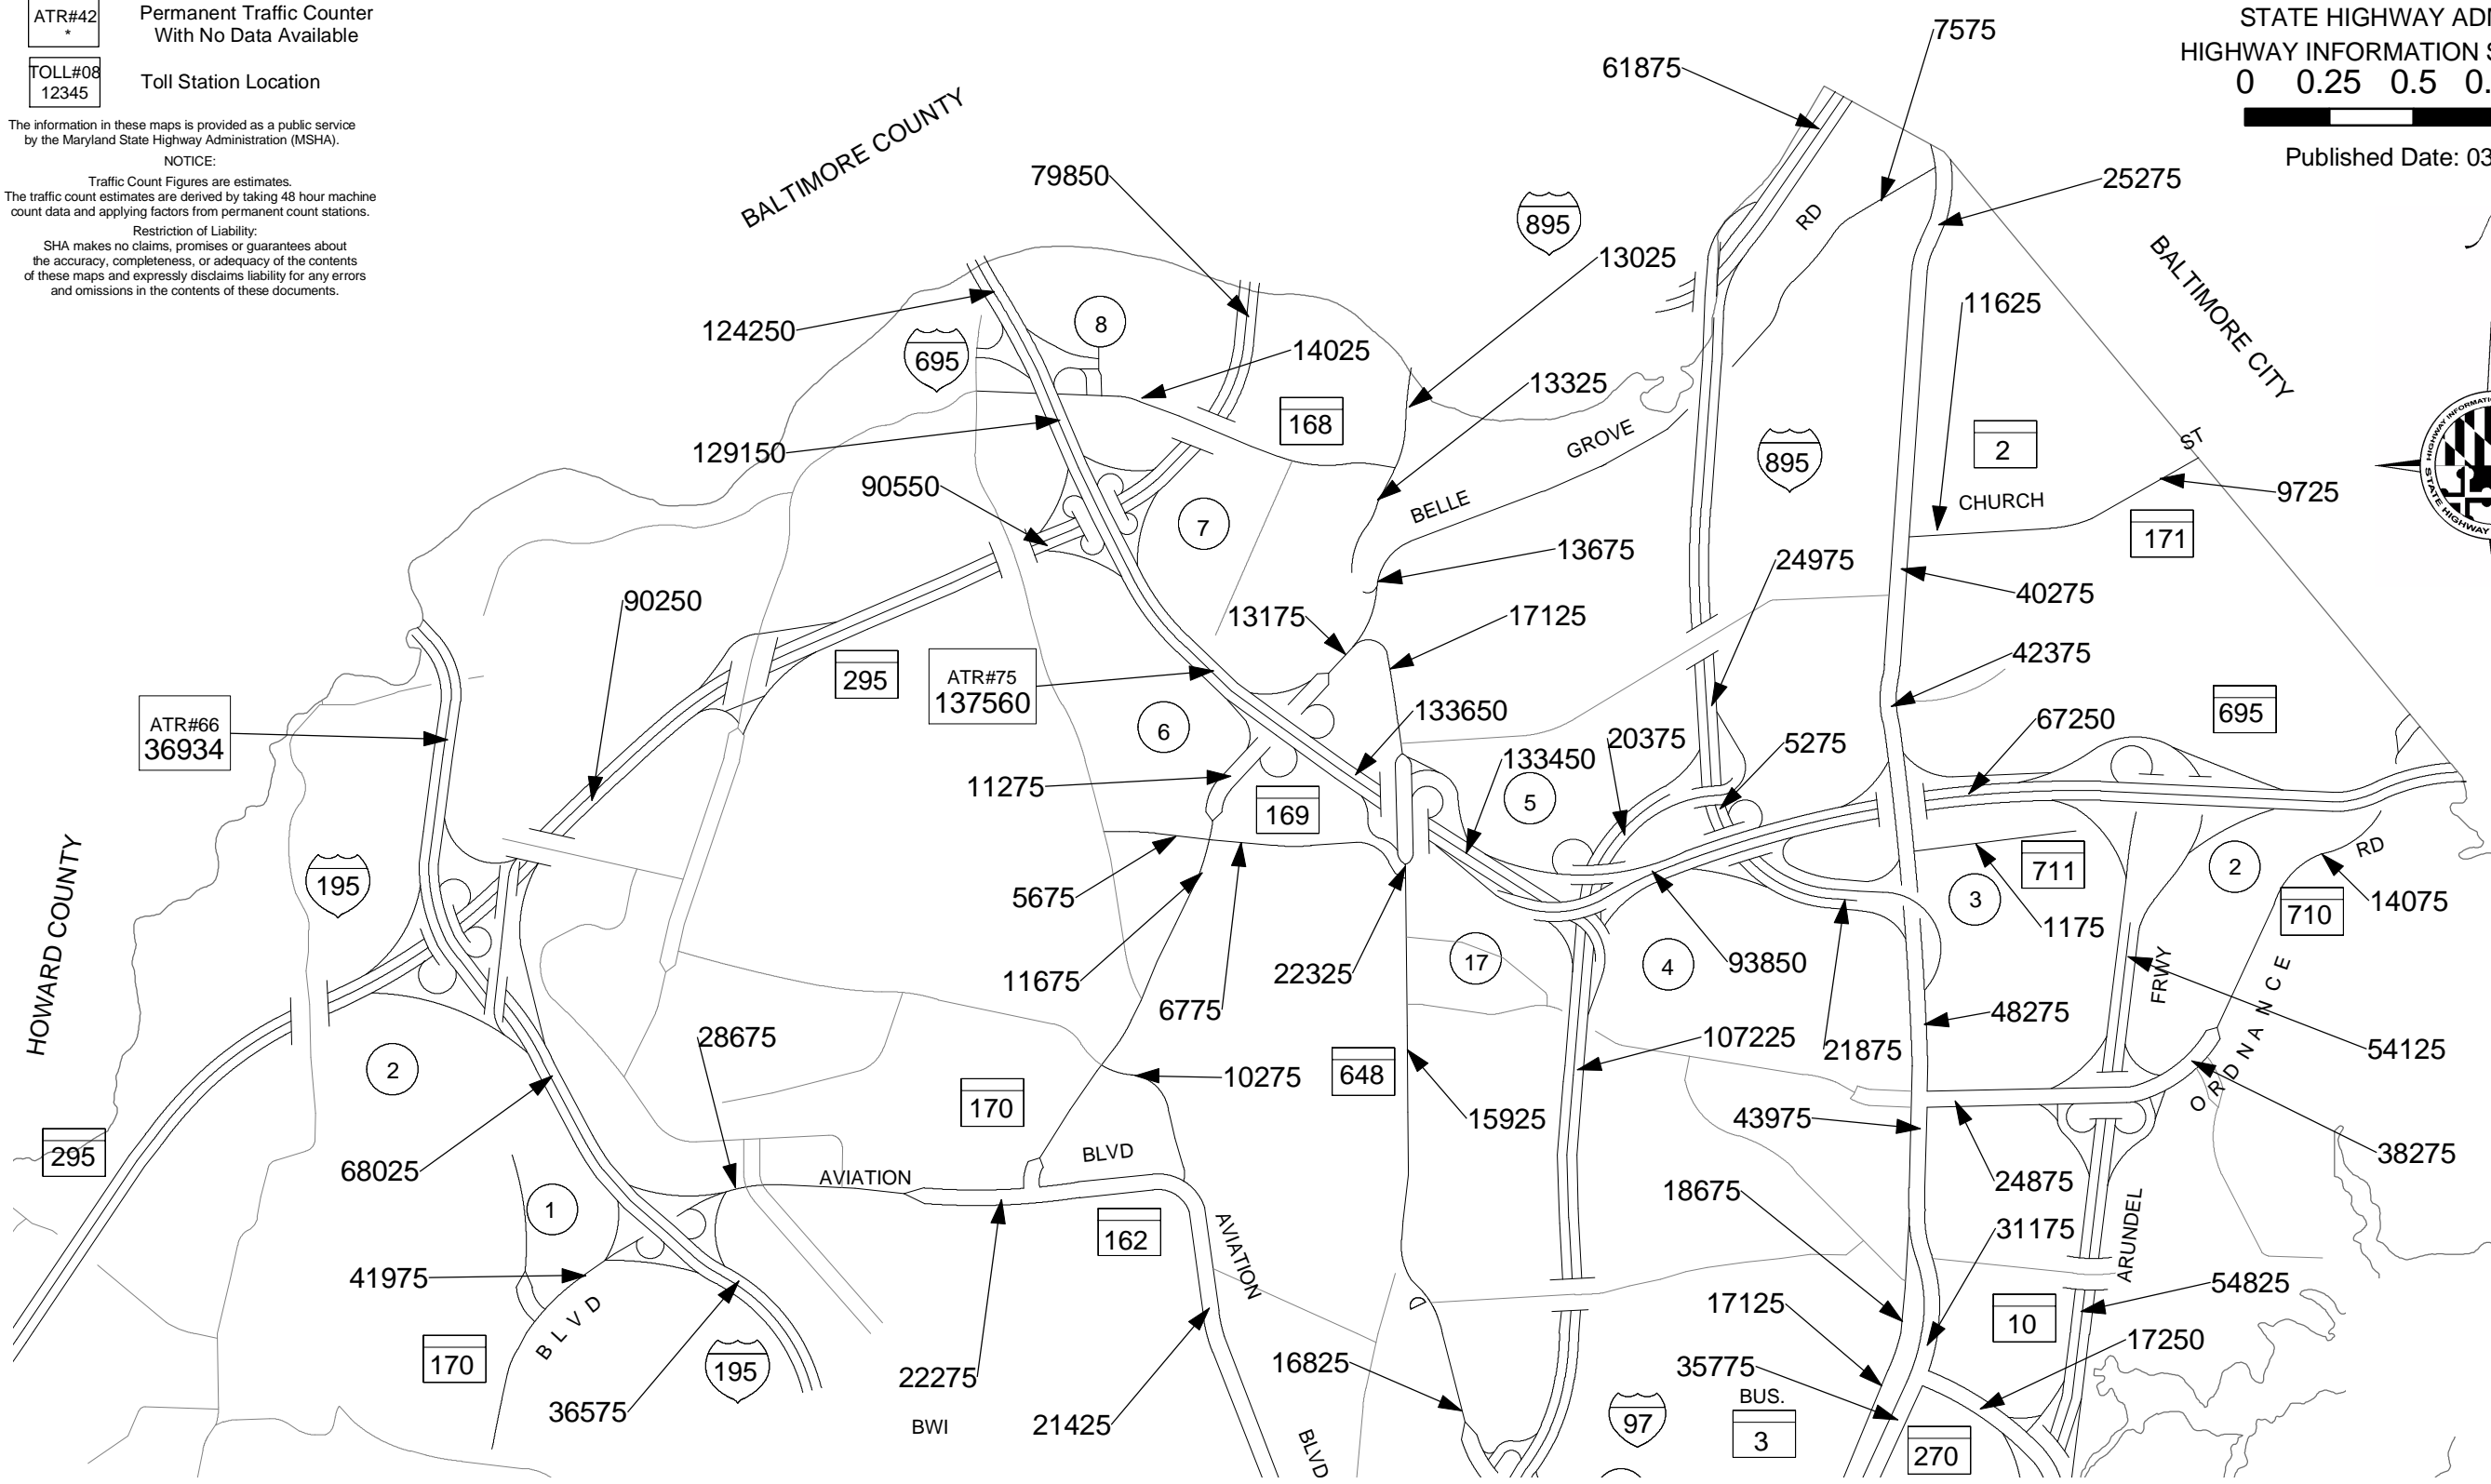 ATR#42
*
Permanent Traffic Counter
With No Data Available
TOLL#08
12345
Toll Station Location
The information in these maps is provided as a public service
by the Maryland State Highway Administration (MSHA).
NOTICE:
Traffic Count Figures are estimates.
The traffic count estimates are derived by taking 48 hour machine
count data and applying factors from permanent count stations.
Restriction of Liability:
SHA makes no claims, promises or guarantees about
the accuracy, completeness, or adequacy of the contents
of these maps and expressly disclaims liability for any errors
and omissions in the contents of these documents.
STATE HIGHWAY ADM
HIGHWAY INFORMATION S
0 0.25 0.5 0.
Published Date: 03
7575
61875
BALTIMORE COUNTY
79850
25275
895
RD
13025
BALTIMORE CITY
124250
8
11625
695
14025
13325
168
2
ST
129150
GROVE
895
90550
BELLE
CHURCH
9725
7
171
13675
24975
40275
90250
13175
17125
42375
295
ATR#75
137560
ATR#66
36934
6
133650
20375
5275
67250
695
133450
11275
169
5
HOWARD COUNTY
195
711
2
RD
5675
3
710
14075
1175
11675
22325
17
4
93850
FRWY
ORDNANCE
6775
48275
28675
107225
21875
54125
2
10275
648
170
15925
43975
295
68025
BLVD
38275
AVIATION
18675
24875
1
162
AVIATION
31175
ARUNDEL
41975
54825
BLVD
17125
10
170
195
22275
16825
35775
17250
36575
BWI
21425
BLVD
97
BUS.
3
270
HIGHWAY INFORMATI
STATE HIGHWAY